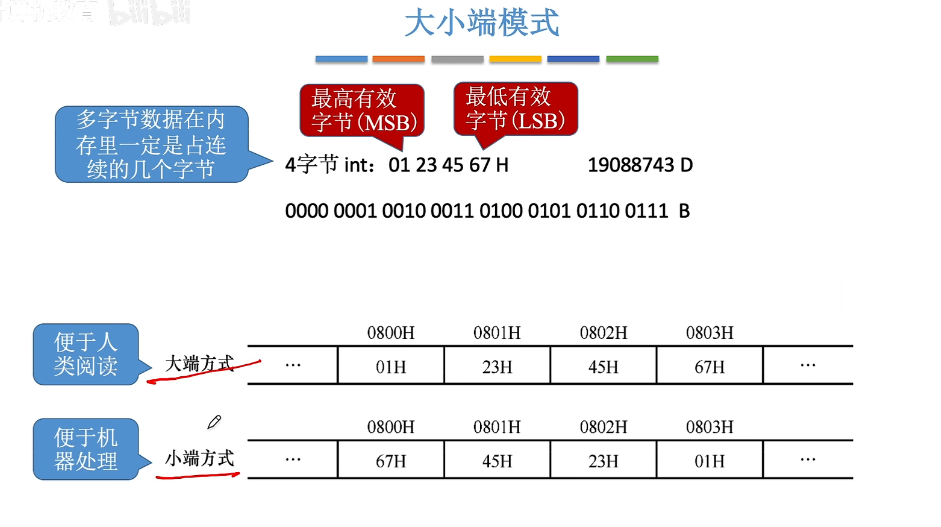 大小端模式
最高有效
字节(MSB)
最低有效
字节(LSB)
多字节数据在内
存里一定是占连
续的几个字节
4字节 int：01 23 45 67 H 19088743 D
0000 0001 0010 0011 0100 0101 0110 0111 B
便于人
类阅读
0800H 0801H 0802H 0803H
大端方式 … 01H 23H 45H 67H …
便于机
器处理
0800H 0801H 0802H 0803H
小端方式 … 67H 45H 23H 01H …